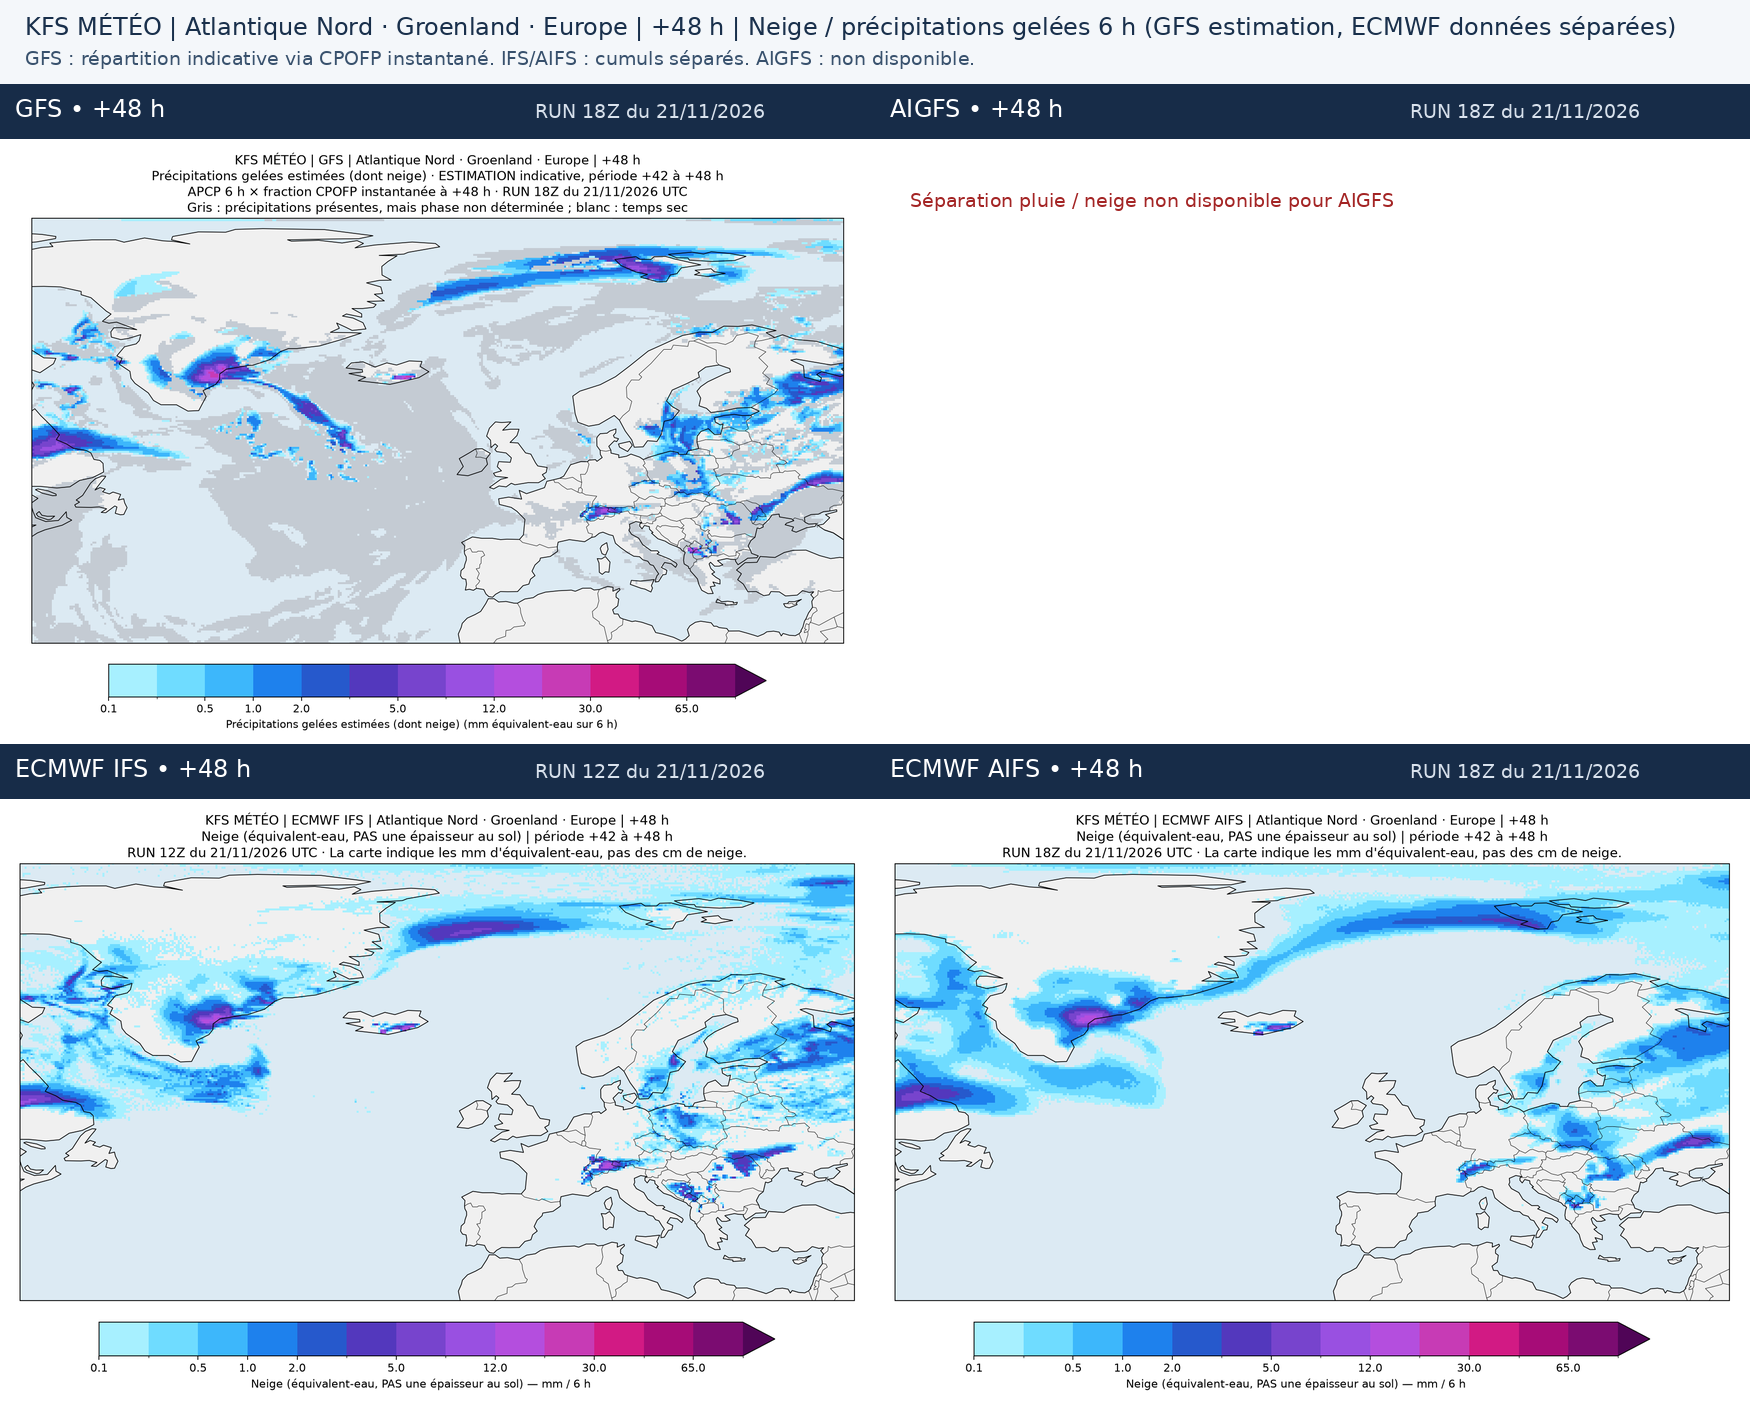 KFS MÉTÉO | Atlantique Nord · Groenland · Europe | +48 h | Neige / précipitations gelées 6 h (GFS estimation, ECMWF données séparées)
GFS : répartition indicative via CPOFP instantané. IFS/AIFS : cumuls séparés. AIGFS : non disponible.
GFS • +48 h
RUN 18Z du 21/11/2026
AIGFS • +48 h
RUN 18Z du 21/11/2026
KFS MÉTÉO | GFS | Atlantique Nord · Groenland · Europe | +48 h
Précipitations gelées estimées (dont neige) · ESTIMATION indicative, période +42 à +48 h
APCP 6 h × fraction CPOFP instantanée à +48 h · RUN 18Z du 21/11/2026 UTC
Gris : précipitations présentes, mais phase non déterminée ; blanc : temps sec
Séparation pluie / neige non disponible pour AIGFS
0.1 0.5 1.0 2.0 5.0 12.0 30.0 65.0
Précipitations gelées estimées (dont neige) (mm équivalent-eau sur 6 h)
ECMWF IFS • +48 h
RUN 12Z du 21/11/2026
ECMWF AIFS • +48 h
RUN 18Z du 21/11/2026
KFS MÉTÉO | ECMWF IFS | Atlantique Nord · Groenland · Europe | +48 h
Neige (équivalent-eau, PAS une épaisseur au sol) | période +42 à +48 h
RUN 12Z du 21/11/2026 UTC · La carte indique les mm d'équivalent-eau, pas des cm de neige.
KFS MÉTÉO | ECMWF AIFS | Atlantique Nord · Groenland · Europe | +48 h
Neige (équivalent-eau, PAS une épaisseur au sol) | période +42 à +48 h
RUN 18Z du 21/11/2026 UTC · La carte indique les mm d'équivalent-eau, pas des cm de neige.
0.1 0.5 1.0 2.0 5.0 12.0 30.0 65.0
Neige (équivalent-eau, PAS une épaisseur au sol) — mm / 6 h
0.1 0.5 1.0 2.0 5.0 12.0 30.0 65.0
Neige (équivalent-eau, PAS une épaisseur au sol) — mm / 6 h